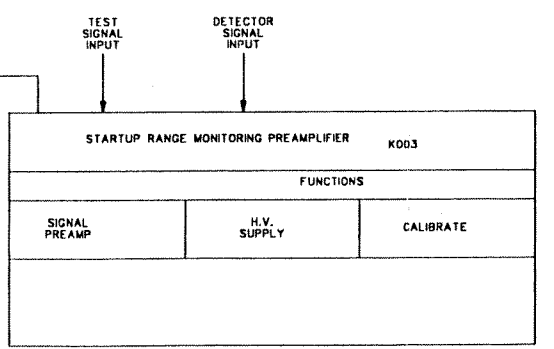 TEST
SIGNAL
INPUT
DETECTOR
SIGNAL
INPUT
STARTUP RANGE MONITORING PREAMPLIFIER K003
FUNCTIONS
SIGNAL
PREAMP
H.V.
SUPPLY
CALIBRATE